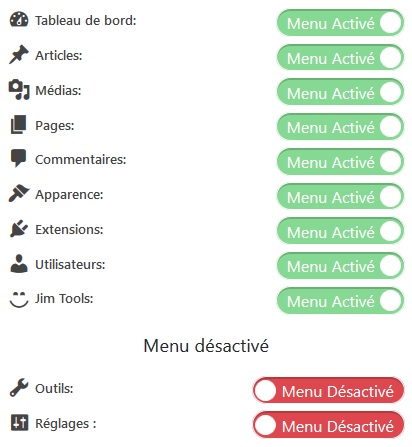 Tableau de bord: Menu Activé
Articles: Menu Activé
Médias: Menu Activé
Pages: Menu Activé
Commentaires: Menu Activé
Apparence: Menu Activé
Extensions: Menu Activé
Utilisateurs: Menu Activé
Jim Tools: Menu Activé
Menu désactivé
Outils: Menu Désactivé
Réglages : Menu Désactivé